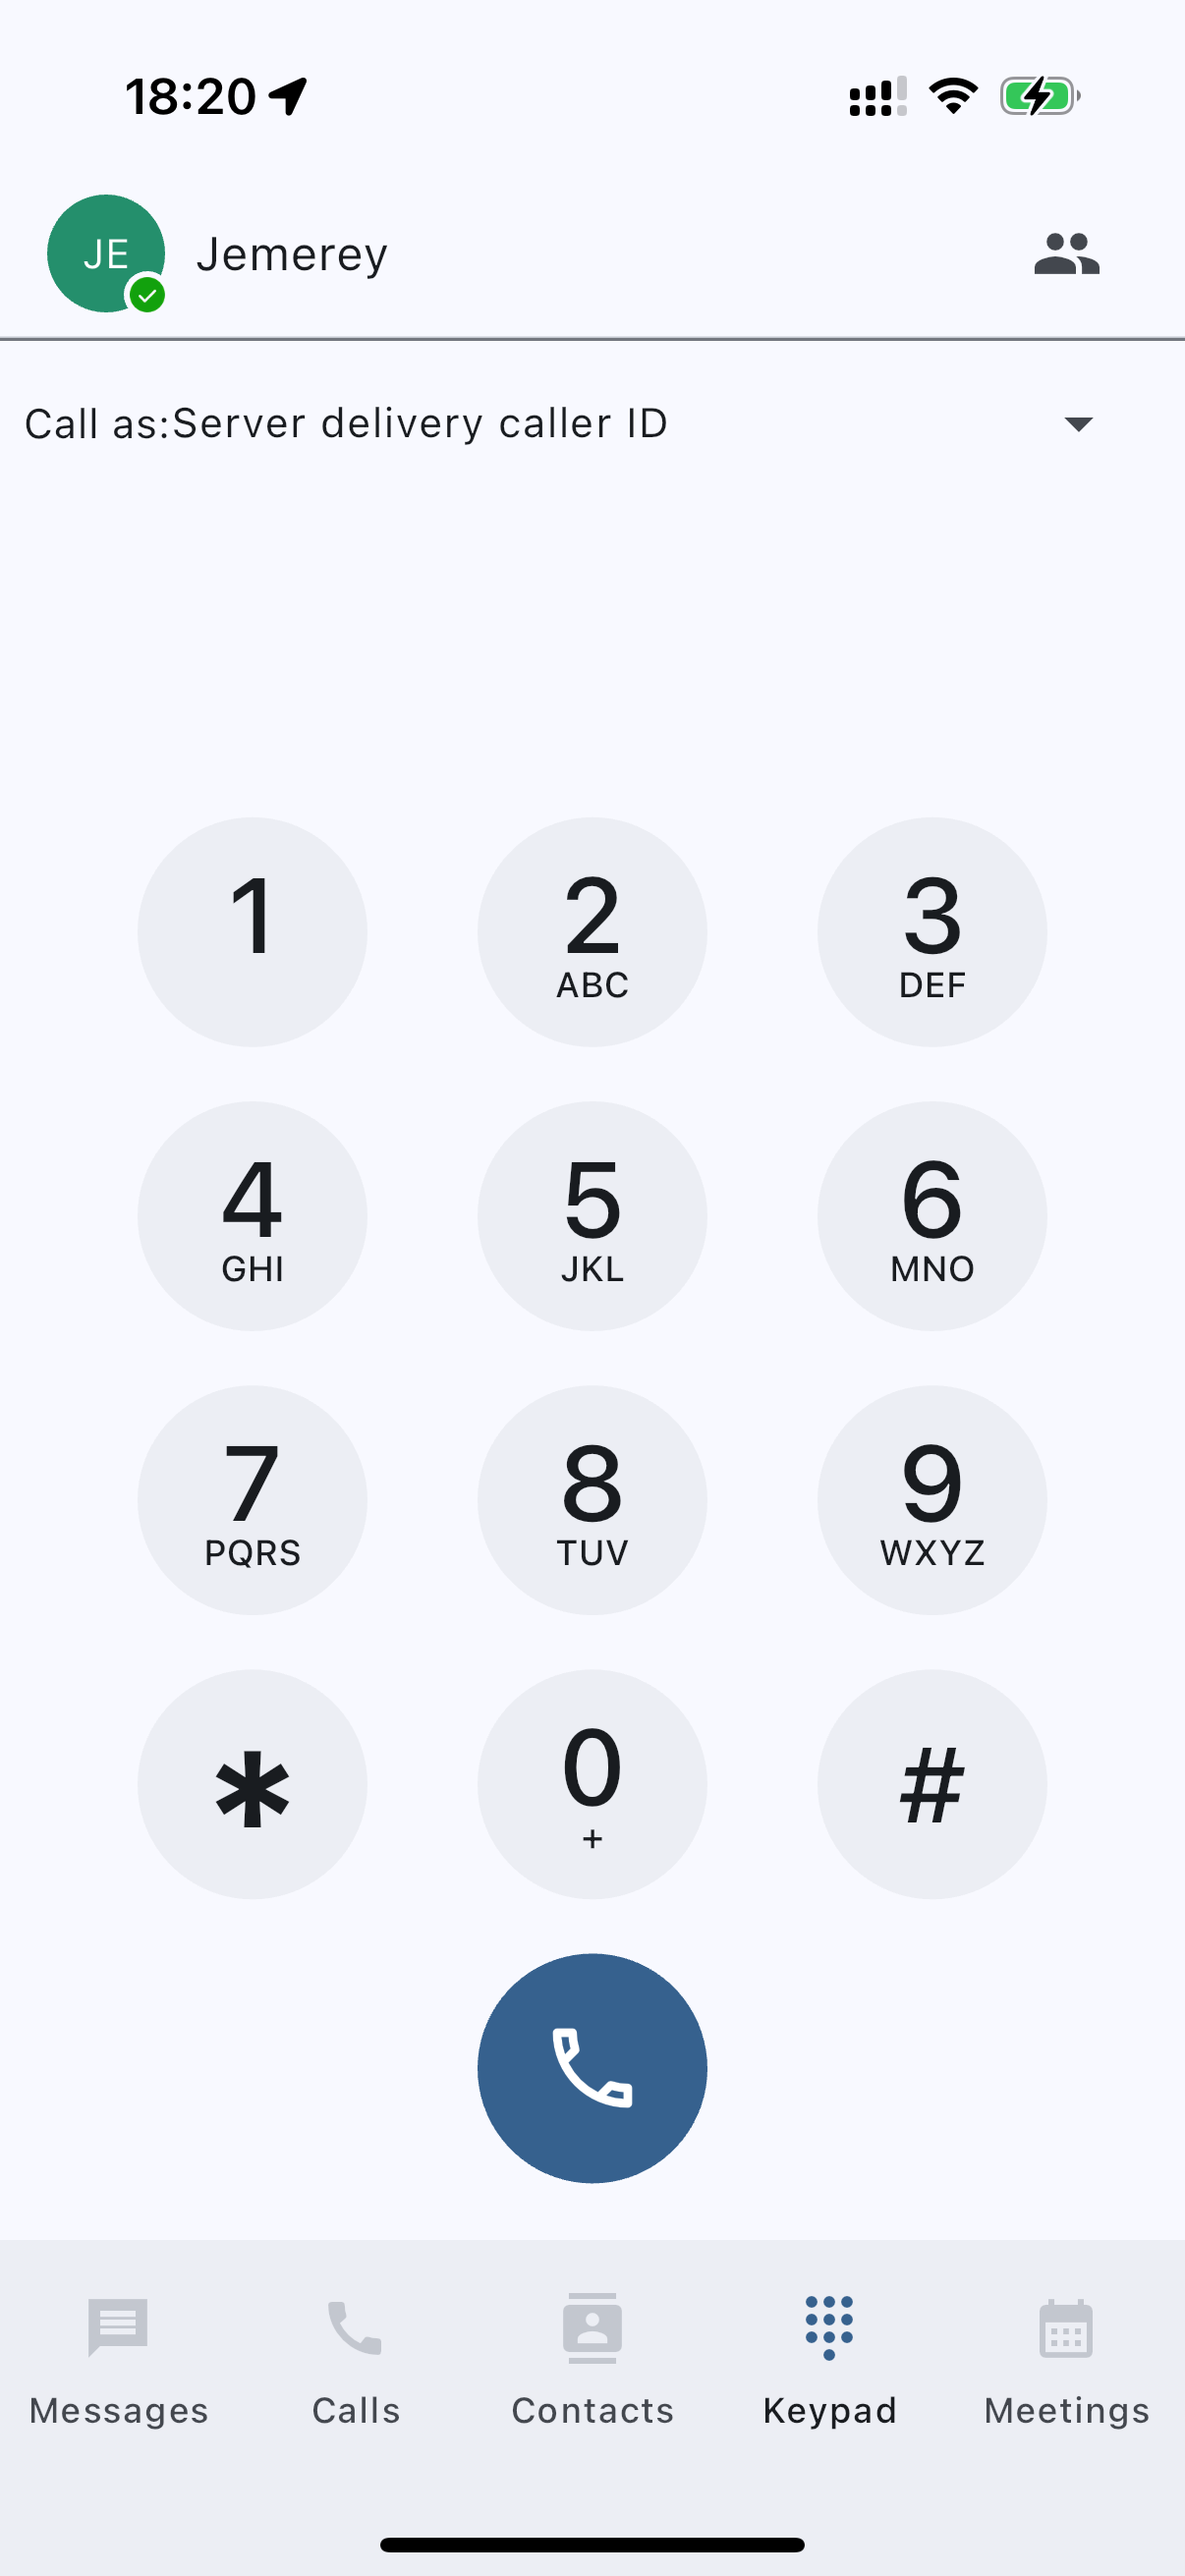 18:20
JE Jemerey
Call as:Server delivery caller ID
1 2 3
ABC DEF
4 5 6
GHI JKL MNO
7 8 9
PQRS TUV WXYZ
* 0 #
+
Messages Calls Contacts Keypad Meetings